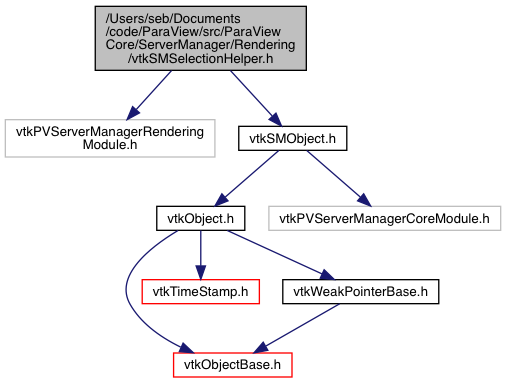 /Users/seb/Documents
/code/ParaView/src/ParaView
Core/ServerManager/Rendering
/vtkSMSelectionHelper.h
vtkPVServerManagerRendering
Module.h
vtkSMObject.h
vtkObject.h
vtkPVServerManagerCoreModule.h
vtkTimeStamp.h
vtkWeakPointerBase.h
vtkObjectBase.h